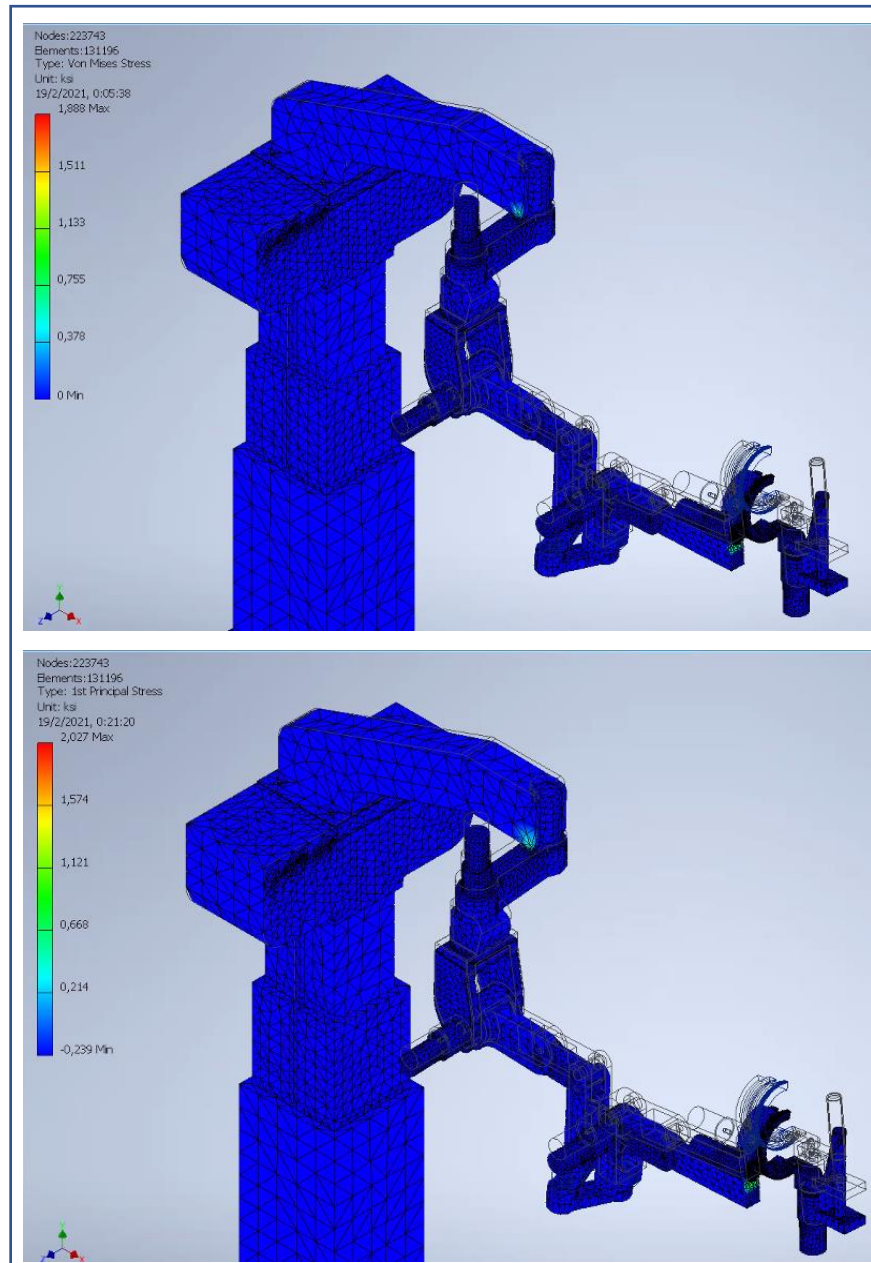 Nodes:223743
Elements:131196
Type: Von Mises Stress
Unit: ksi
19/2/2021, 0:05:38
1,888 Max
1,511
1,133
0,755
0,378
0 Min
Y
Z
X
Nodes:223743
Elements:131196
Type: 1st Principal Stress
Unit: ksi
19/2/2021, 0:21:20
2,027 Max
1,574
1,121
0,668
0,214
-0,239 Min
Y
Z
X